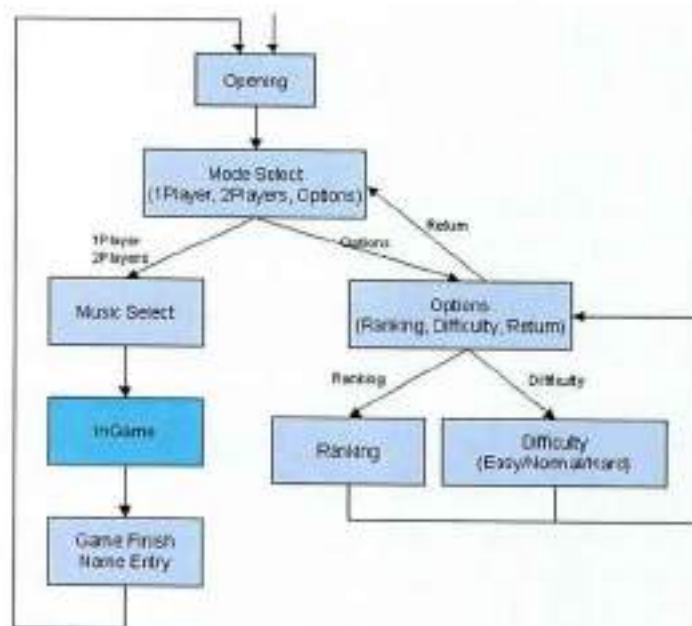 Opening
Mode Select
(1Player, 2Players, Options)
1Player
2Players
Options
Return
Music Select
Options
(Ranking, Difficulty, Return)
Ranking
Difficulty
InGame
Ranking
Difficulty
(Easy/Normal/Hard)
Game Finish
Name Entry